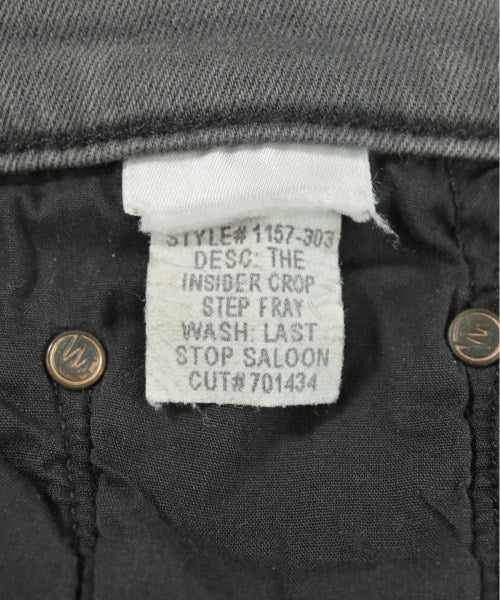 STYLE# 1157-303
DESC: THE
INSIDER CROP
STEP FRAY
WASH: LAST
STOP SALOON
CUT# 701434